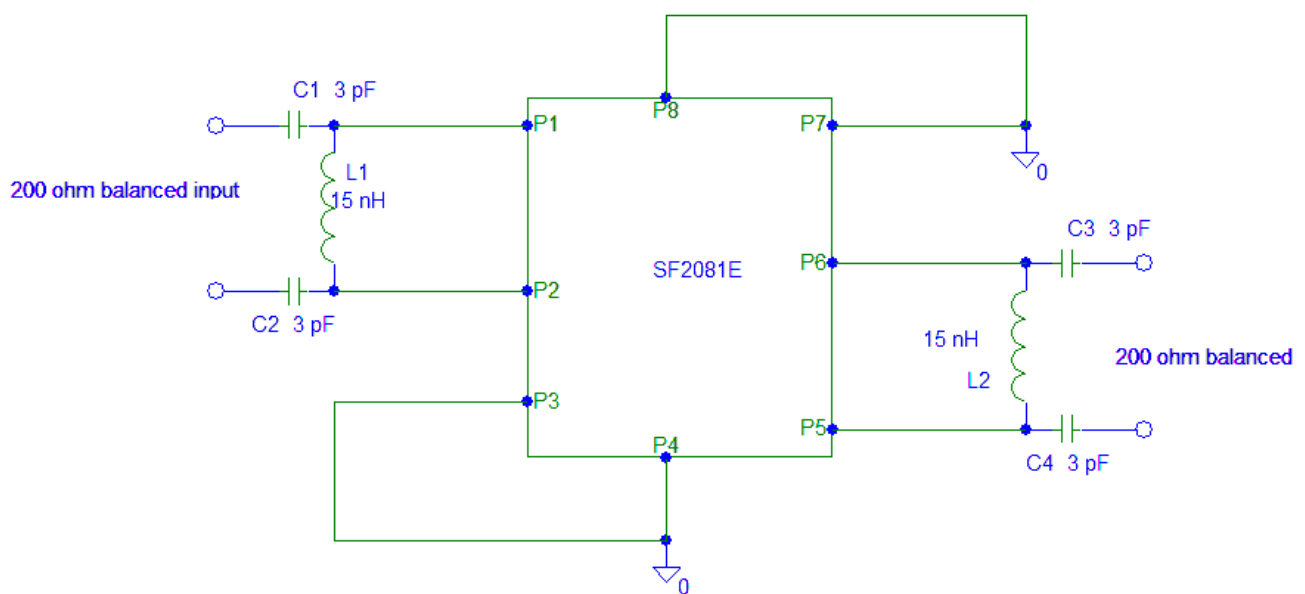 C1 3 pF
P8
P1
P7
L1
15 nH
0
200 ohm balanced input
C3 3 pF
P6
SF2081E
P2
C2 3 pF
15 nH
200 ohm balanced
L2
P3
P5
P4
C4 3 pF
0